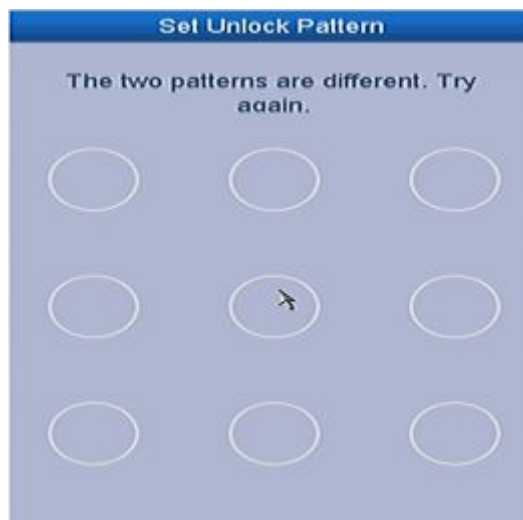 Set Unlock Pattern
The two patterns are different. Try
again.